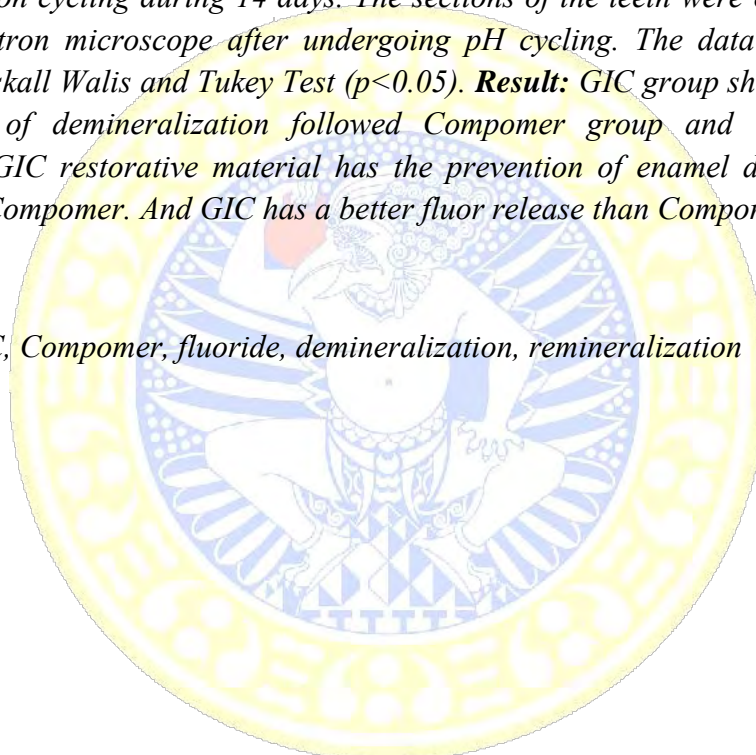 on cycling during 14 days. The sections of the teeth were
tron microscope after undergoing pH cycling. The data
kall Walis and Tukey Test (p<0.05). Result: GIC group sh
of demineralization followed Compomer group and
GIC restorative material has the prevention of enamel d
Compomer. And GIC has a better fluor release than Compon
, Compomer, fluoride, demineralization, remineralization